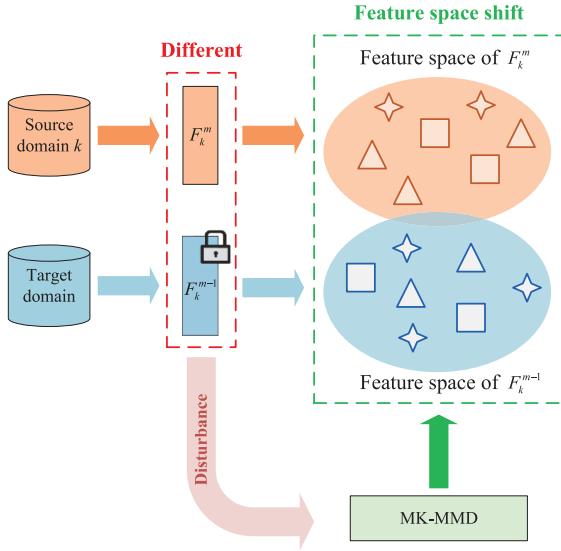 Feature space shift
Different
Feature space of $F_k^m$
Source
domain k
$F_k^m$
Target
domain
$F_k^{m-1}$
Feature space of $F_k^{m-1}$
Disturbance
MK-MMD